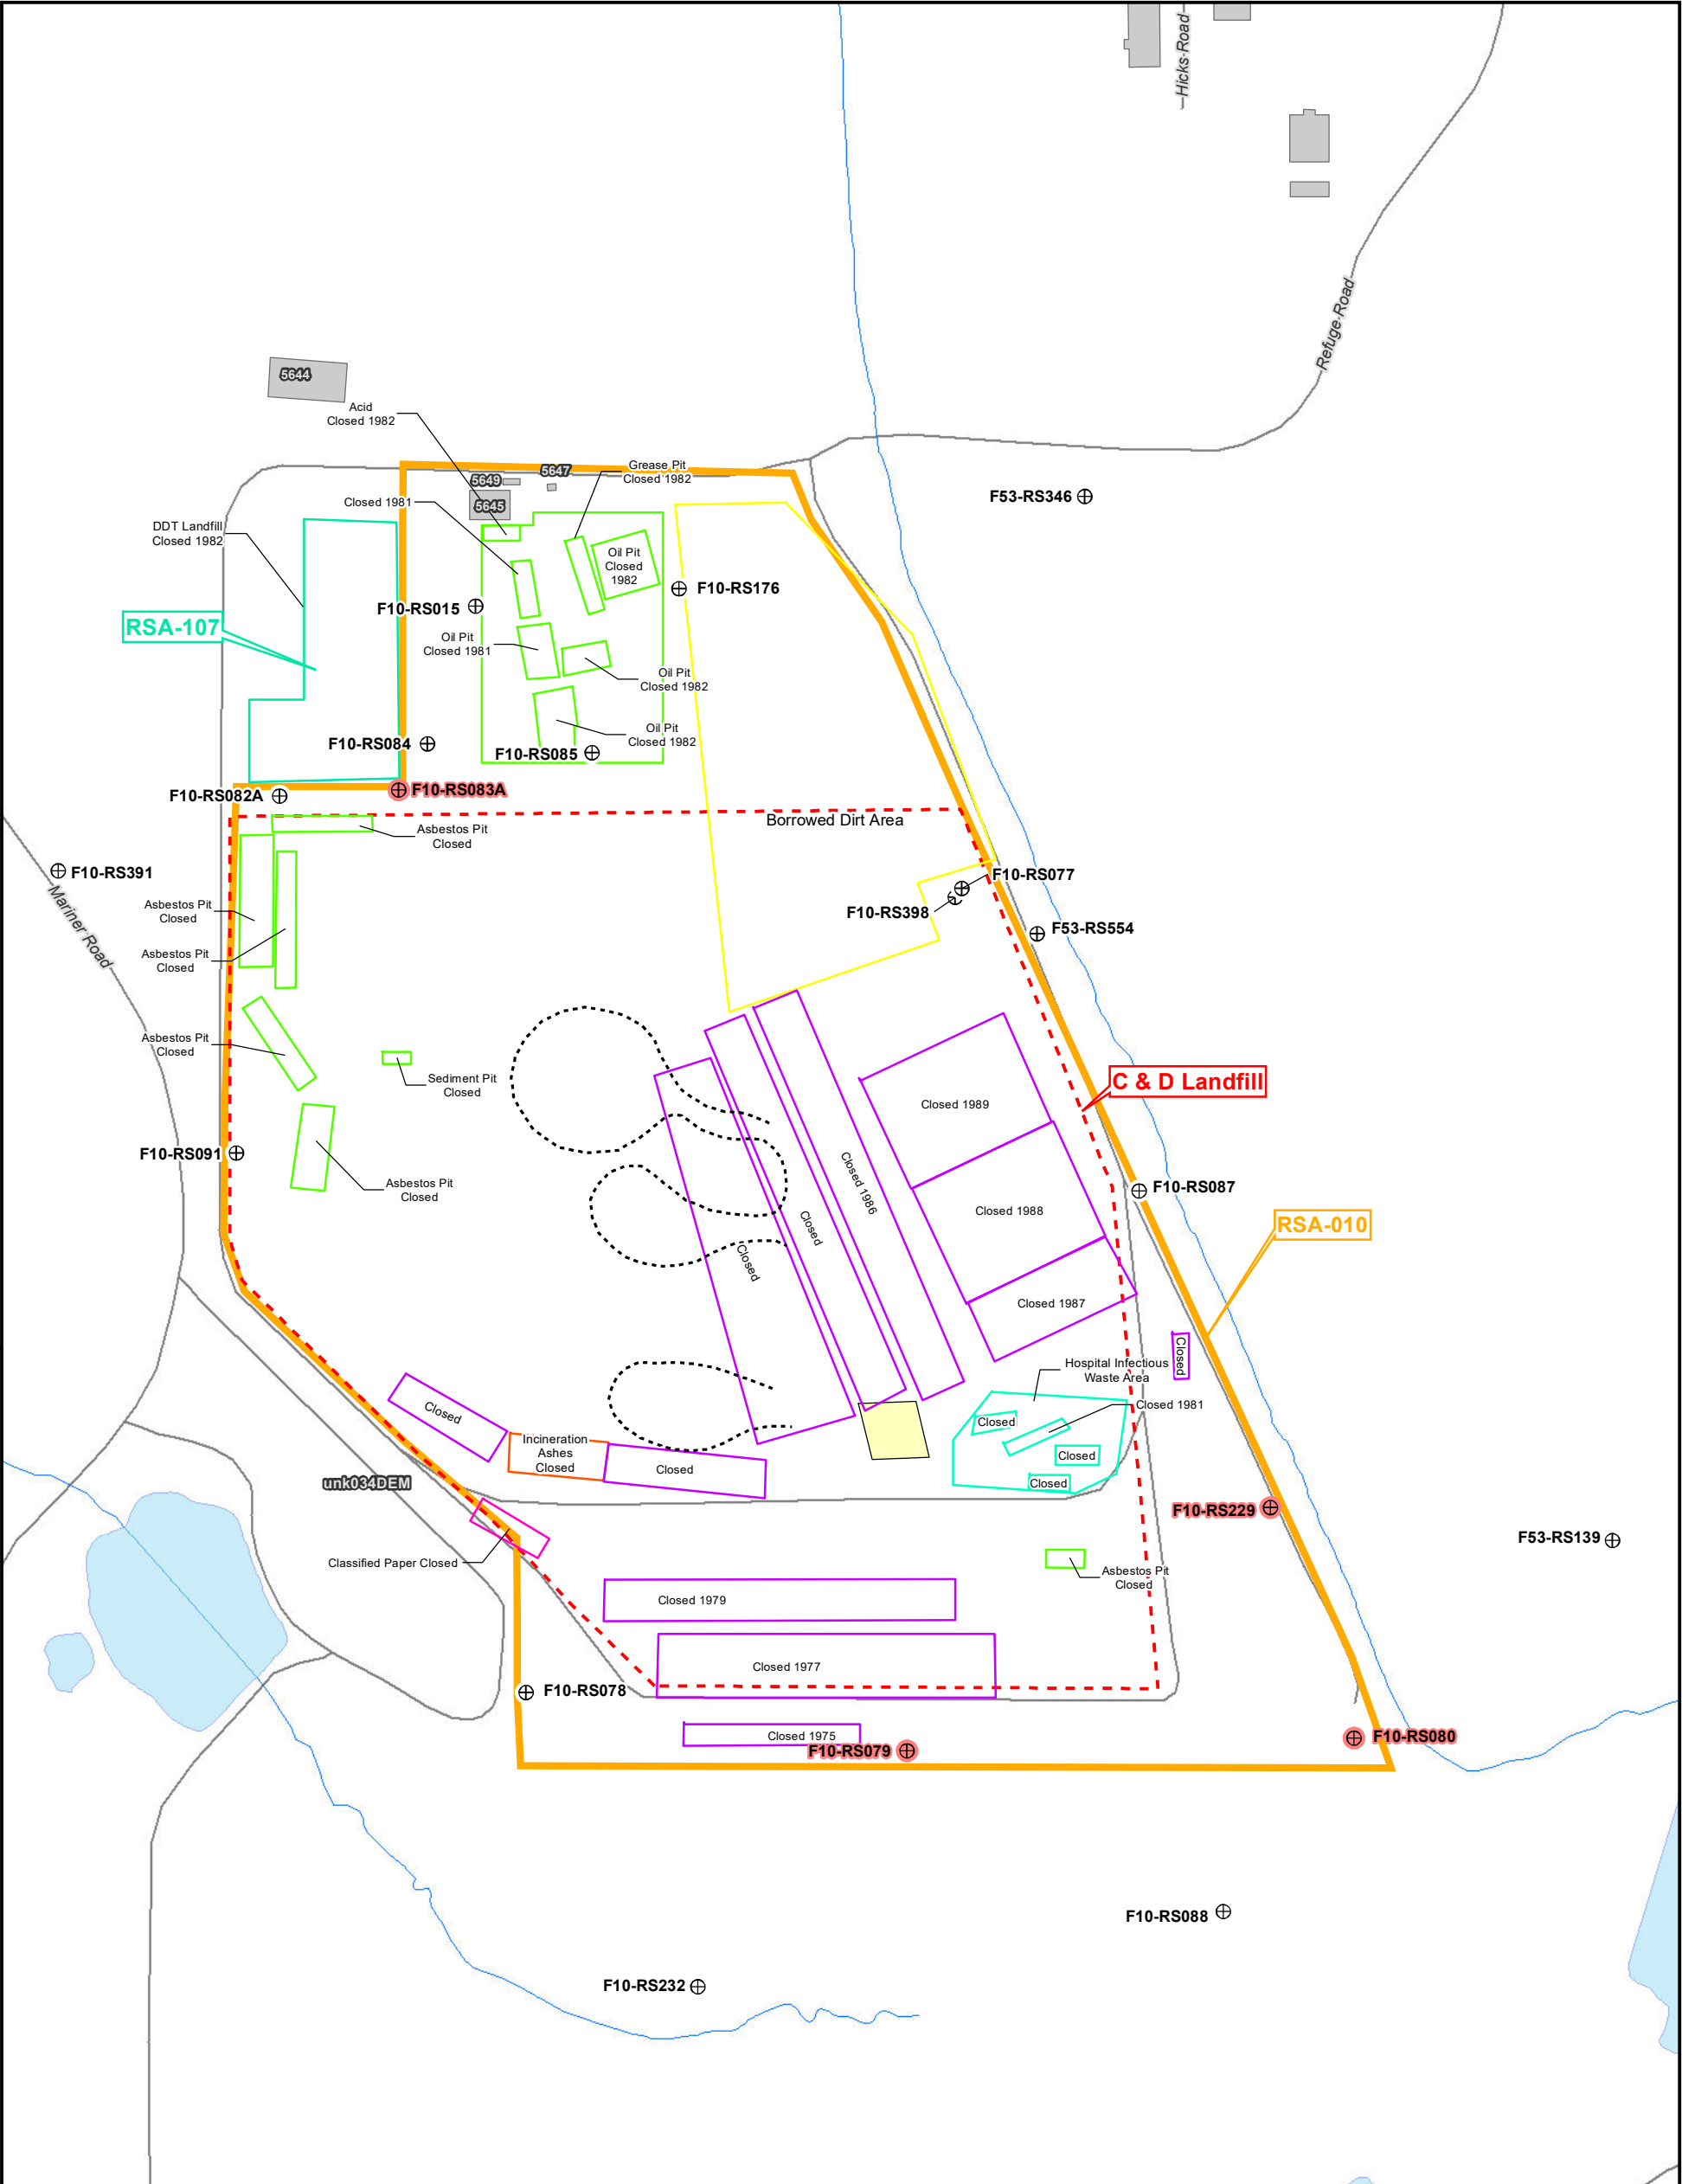 Hicks Road
Refuge Road
5644
Acid
Closed 1982
5647
5649
Grease Pit
Closed 1982
Closed 1981
5645
F53-RS346
DDT Landfill
Closed 1982
Oil Pit
Closed
1982
F10-RS176
F10-RS015
RSA-107
Oil Pit
Closed 1981
Oil Pit
Closed 1982
Oil Pit
Closed 1982
F10-RS084
F10-RS085
F10-RS082A
F10-RS083A
Borrowed Dirt Area
Asbestos Pit
Closed
F10-RS391
F10-RS077
Mariner Road
Asbestos Pit
Closed
F10-RS398
F53-RS554
Asbestos Pit
Closed
Asbestos Pit
Closed
Sediment Pit
Closed
C & D Landfill
Closed 1989
F10-RS091
Asbestos Pit
Closed
Closed 1986
F10-RS087
Closed 1988
RSA-010
Closed
Closed
Closed 1987
Closed
Hospital Infectious
Waste Area
Closed 1981
Closed
Closed
Incineration
Ashes
Closed
Closed
Closed
Closed
unk034DEM
F10-RS229
F53-RS139
Classified Paper Closed
Asbestos Pit
Closed
Closed 1979
Closed 1977
F10-RS078
Closed 1975
F10-RS079
F10-RS080
F10-RS088
F10-RS232